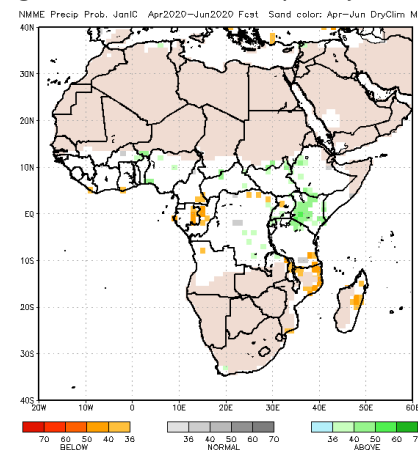 NMME Precip Prob. JanIC Apr2020-Jun2020 Fcst Sand color: Apr-Jun DryClim M
40N
30N
20N
10N
EQ
10S
20S
30S
40S
20W 10W 0 10E 20E 30E 40E 50E 60E
70 60 50 40 36 36 40 50 60 70 36 40 50 60 7
BELOW NORMAL ABOVE